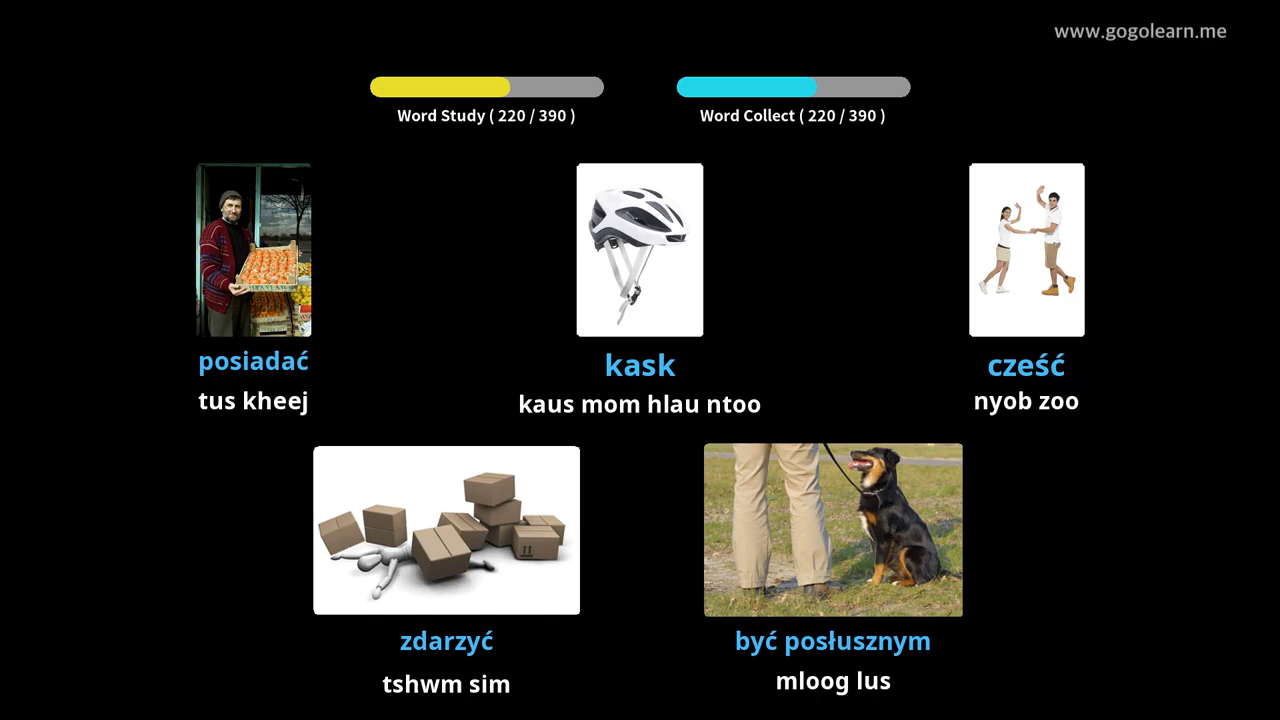 www.gogolearn.me
Word Study ( 220 / 390 )
Word Collect ( 220 / 390 )
posiadać
tus kheej
kask
kaus mom hlau ntoo
cześć
nyob zoo
zdarzyć
tshwm sim
być posłusznym
mloog lus